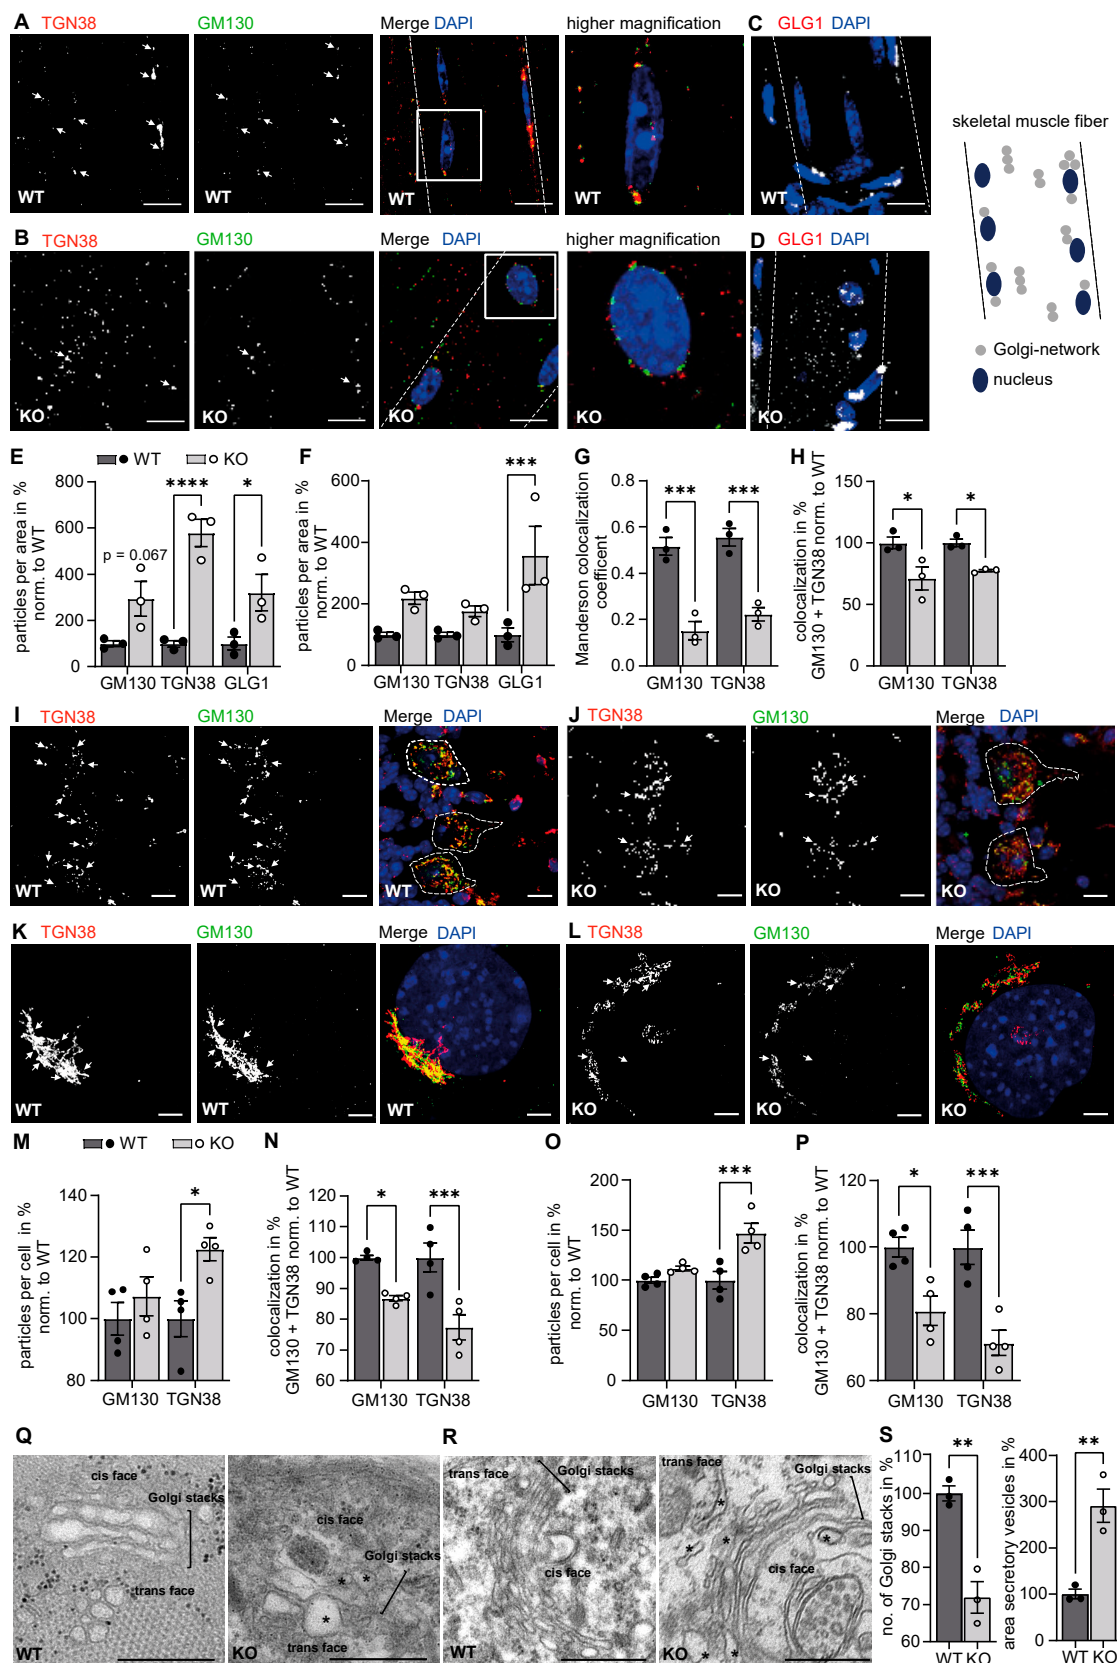 A TGN38 GM130 Merge DAPI higher magnification C GLG1 DAPI
WT WT WT WT WT
skeletal muscle fiber
B TGN38 GM130 Merge DAPI higher magnification D GLG1 DAPI
KO KO KO KO KO
Golgi-network
nucleus
E WT KO
particles per area in %
norm. to WT
800
600
400
200
0
p = 0.067
****
*
GM130 TGN38 GLG1
F
particles per area in %
norm. to WT
600
400
200
0
***
GM130 TGN38 GLG1
G
Manderson colocalization
coefficent
0.8
0.6
0.4
0.2
0.0
*** ***
GM130 TGN38
H
colocalization in %
GM130 + TGN38 norm. to WT
150
100
50
0
* *
GM130 TGN38
I TGN38 GM130 Merge DAPI
WT WT WT
J TGN38 GM130 Merge DAPI
KO KO KO
K TGN38 GM130 Merge DAPI
WT WT WT
L TGN38 GM130 Merge DAPI
KO KO KO
M WT KO
particles per cell in %
norm. to WT
140
120
100
80
*
GM130 TGN38
N
colocalization in %
GM130 + TGN38 norm. to WT
120
110
100
90
80
70
60
* ***
GM130 TGN38
O
particles per cell in %
norm. to WT
200
150
100
50
0
***
GM130 TGN38
P
colocalization in %
GM130 + TGN38 norm. to WT
120
100
80
60
* ***
GM130 TGN38
Q
cis face
Golgi stacks
trans face
WT
cis face
Golgi stacks
* *
*
trans face
KO
R
trans face
Golgi stacks
cis face
WT
trans face
Golgi stacks
*
* * *
cis face
* *
KO
S
no. of Golgi stacks in %
110
100
90
80
70
60
**
WT KO
area secretory vesicles in %
400
300
200
100
0
**
WT KO